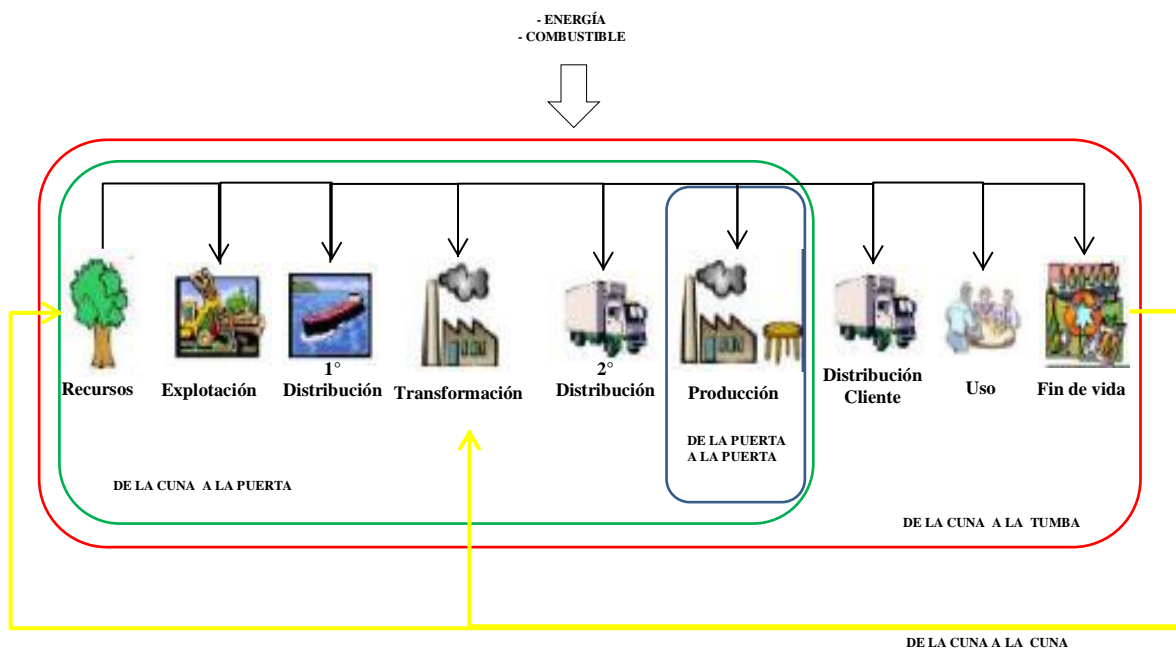 - ENERGÍA
- COMBUSTIBLE
Recursos
Explotación
1°
Distribución
Transformación
2°
Distribución
Producción
Distribución
Cliente
Uso
Fin de vida
DE LA PUERTA
A LA PUERTA
DE LA CUNA A LA PUERTA
DE LA CUNA A LA TUMBA
DE LA CUNA A LA CUNA